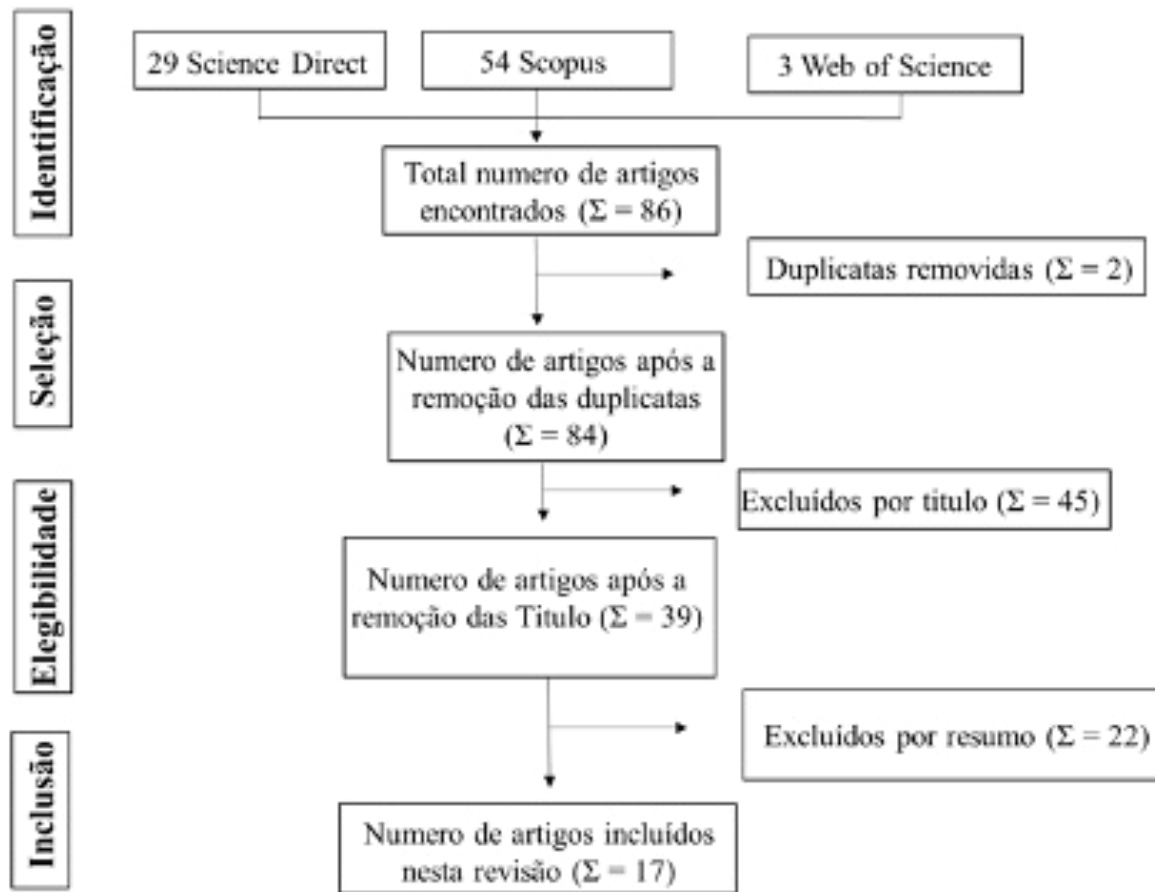 Identificação
29 Science Direct
54 Scopus
3 Web of Science
Total numero de artigos
encontrados (Σ = 86)
Duplicatas removidas (Σ = 2)
Seleção
Numero de artigos após a
remoção das duplicatas
(Σ = 84)
Excluídos por titulo (Σ = 45)
Elegibilidade
Numero de artigos após a
remoção das Titulo (Σ = 39)
Excluídos por resumo (Σ = 22)
Inclusão
Numero de artigos incluídos
nesta revisão (Σ = 17)